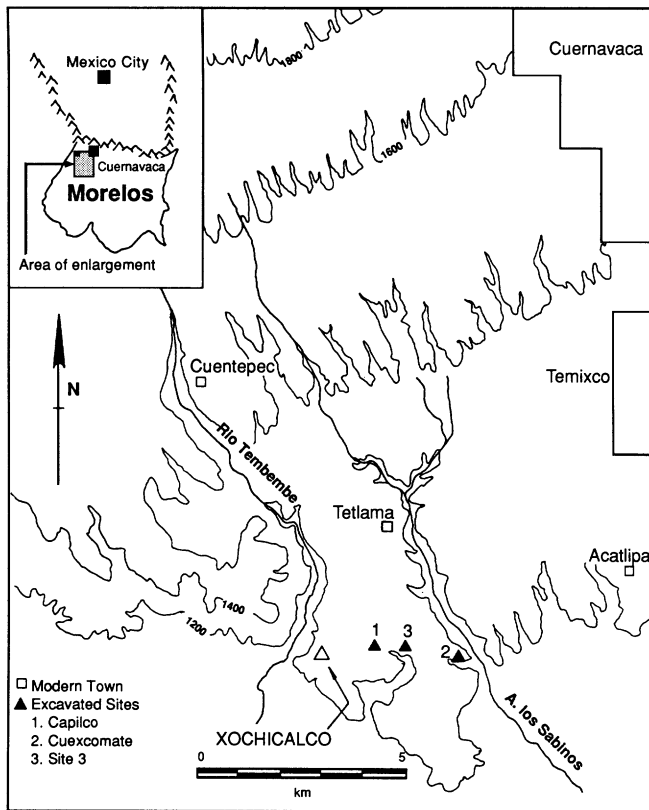 Mexico City
Cuernavaca
Morelos
Area of enlargement
1800
Cuernavaca
1600
N
Cuentepec
Temixco
Rio Tembembe
Tetlama
Acatlipa
1400
1200
1
3
2
□ Modern Town
▲ Excavated Sites
1. Capilco
2. Cuexcomate
3. Site 3
XOCHICALCO
A. los Sabinos
0
5
km